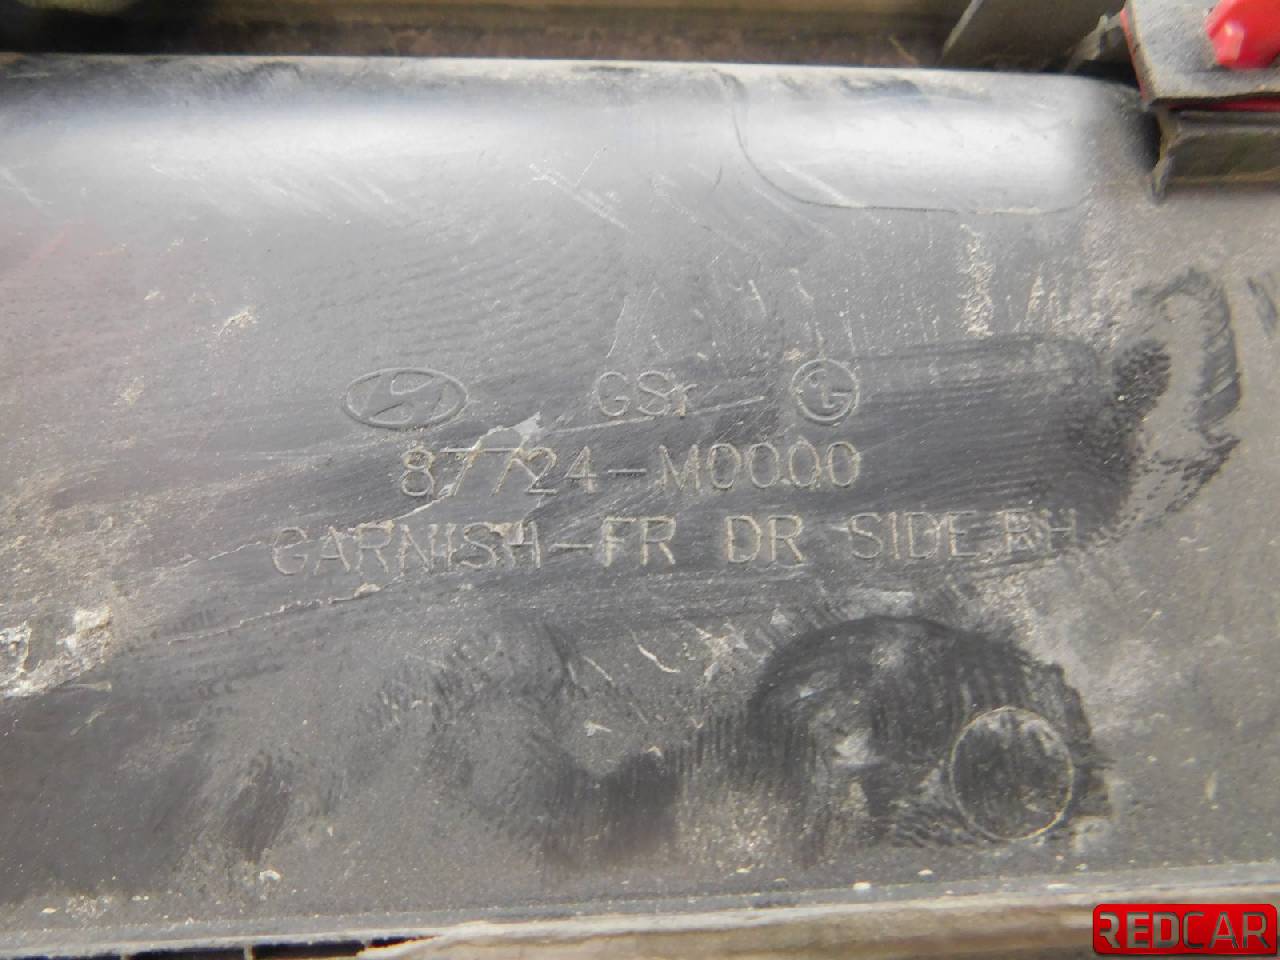 GSr G
87724-M0000
GARNISH-FR DR SIDE,RH
REDCAR